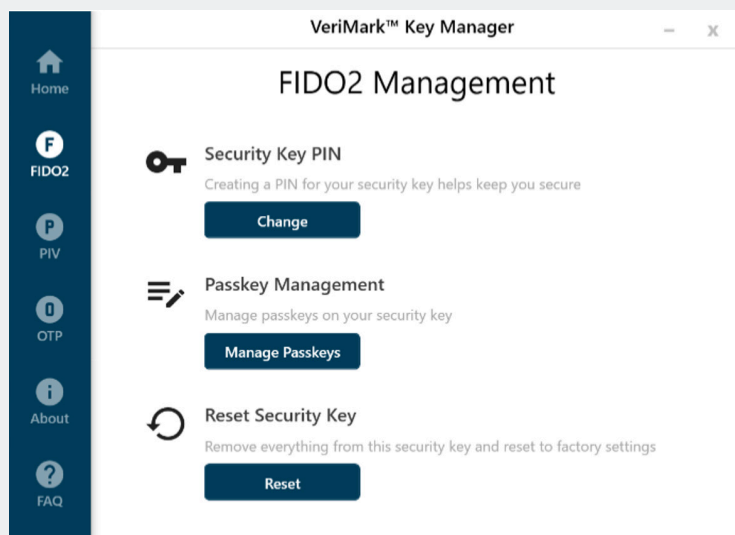 VeriMark™ Key Manager
– x
Home
F
FIDO2
P
PIV
O
OTP
i
About
?
FAQ
FIDO2 Management
Security Key PIN
Creating a PIN for your security key helps keep you secure
Change
Passkey Management
Manage passkeys on your security key
Manage Passkeys
Reset Security Key
Remove everything from this security key and reset to factory settings
Reset